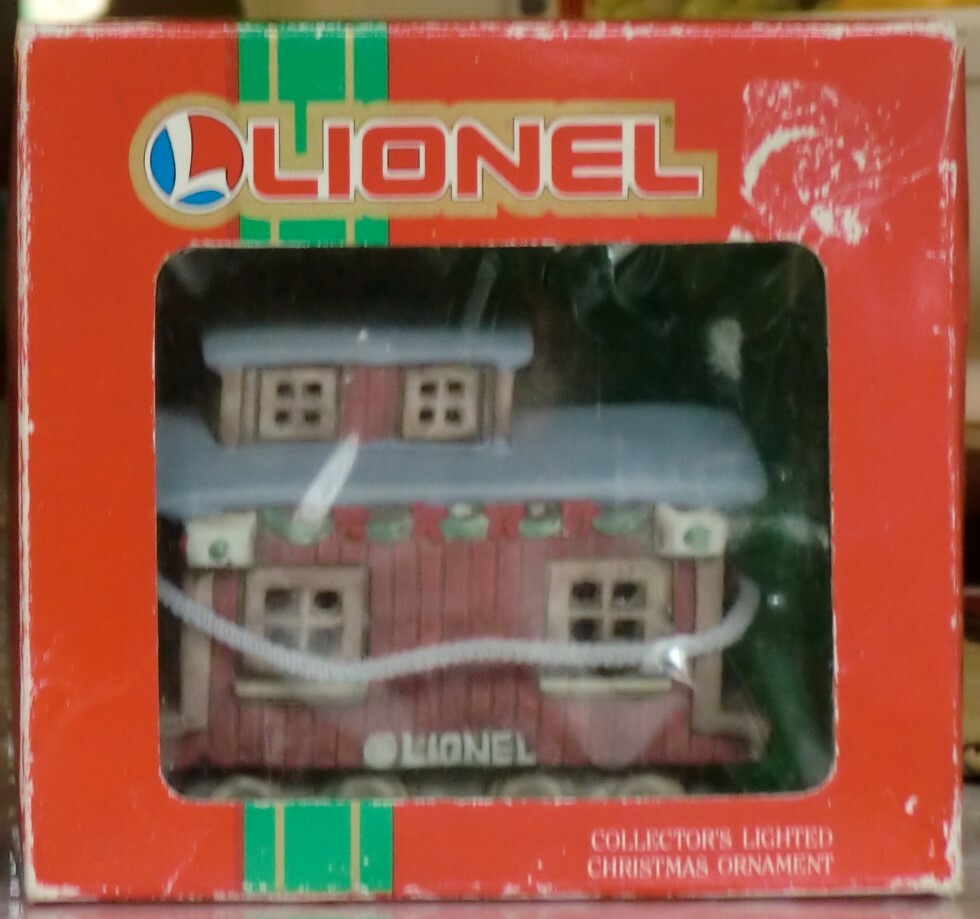 LIONEL
LIONEL
COLLECTOR'S LIGHTED
CHRISTMAS ORNAMENT